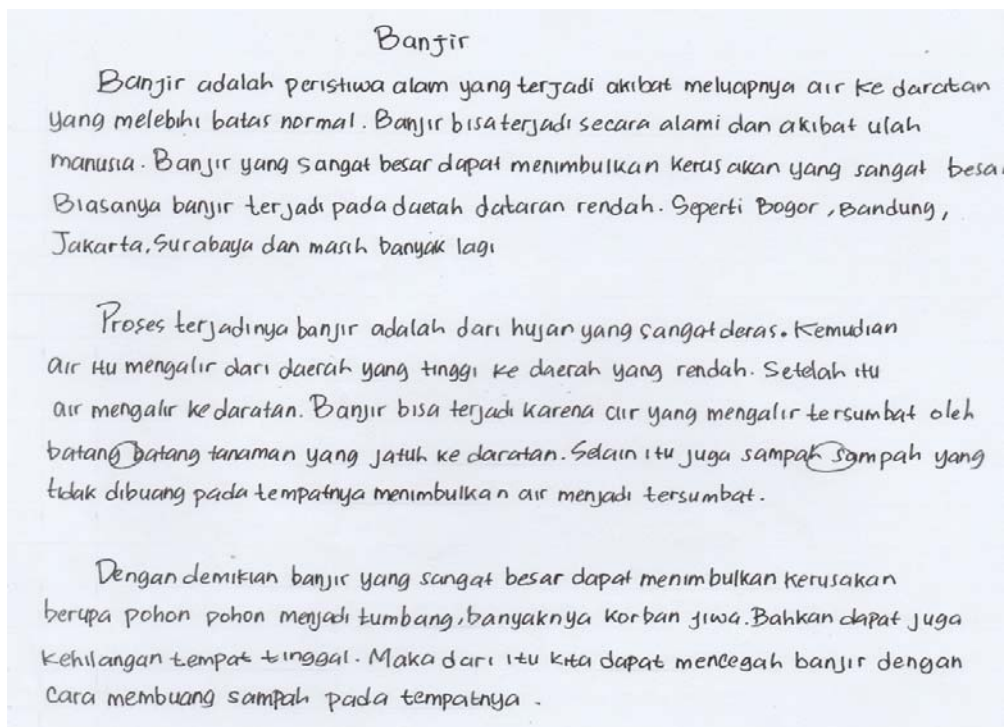 Banjir
Banjir adalah peristiwa alam yang terjadi akibat meluapnya air ke daratan
yang melebihi batas normal. Banjir bisa terjadi secara alami dan akibat ulah
manusia. Banjir yang sangat besar dapat menimbulkan kerusakan yang sangat besa
Biasanya banjir terjadi pada daerah dataran rendah. Seperti Bogor, Bandung,
Jakarta, Surabaya dan masih banyak lagi
Proses terjadinya banjir adalah dari hujan yang sangat deras. Kemudian
air itu mengalir dari daerah yang tinggi ke daerah yang rendah. Setelah itu
air mengalir ke daratan. Banjir bisa terjadi karena air yang mengalir tersumbat oleh
batang batang tanaman yang jatuh ke daratan. Selain itu juga sampah sampah yang
tidak dibuang pada tempatnya menimbulkan air menjadi tersumbat.
Dengan demikian banjir yang sangat besar dapat menimbulkan kerusakan
berupa pohon pohon menjadi tumbang, banyaknya korban jiwa. Bahkan dapat juga
kehilangan tempat tinggal. Maka dari itu kita dapat mencegah banjir dengan
cara membuang sampah pada tempatnya.